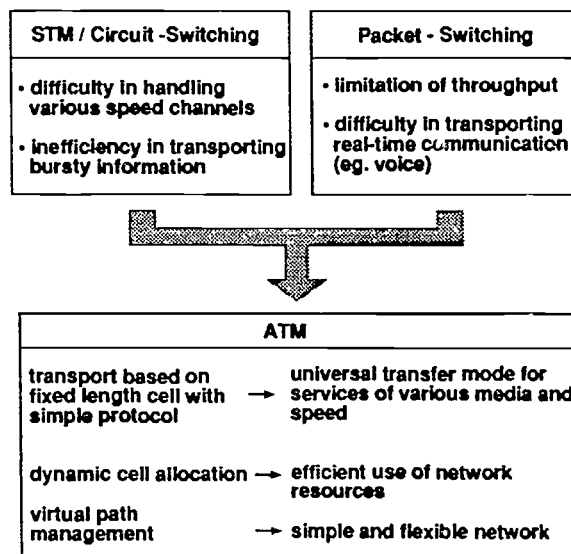 STM / Circuit -Switching
• difficulty in handling
various speed channels
• inefficiency in transporting
bursty information
Packet - Switching
• limitation of throughput
• difficulty in transporting
real-time communication
(eg. voice)
ATM
transport based on
fixed length cell with
simple protocol
→ universal transfer mode for
services of various media and
speed
dynamic cell allocation → efficient use of network
resources
virtual path
management → simple and flexible network